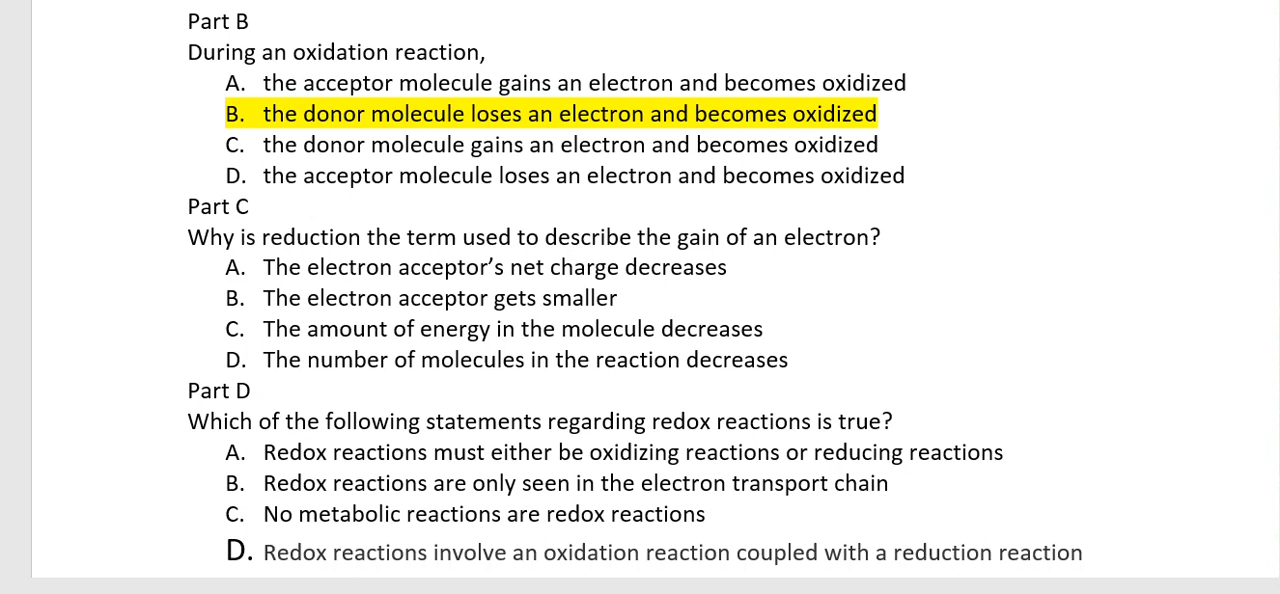 Part B
During an oxidation reaction,
A. the acceptor molecule gains an electron and becomes oxidized
B. the donor molecule loses an electron and becomes oxidized
C. the donor molecule gains an electron and becomes oxidized
D. the acceptor molecule loses an electron and becomes oxidized
Part C
Why is reduction the term used to describe the gain of an electron?
A. The electron acceptor’s net charge decreases
B. The electron acceptor gets smaller
C. The amount of energy in the molecule decreases
D. The number of molecules in the reaction decreases
Part D
Which of the following statements regarding redox reactions is true?
A. Redox reactions must either be oxidizing reactions or reducing reactions
B. Redox reactions are only seen in the electron transport chain
C. No metabolic reactions are redox reactions
D. Redox reactions involve an oxidation reaction coupled with a reduction reaction